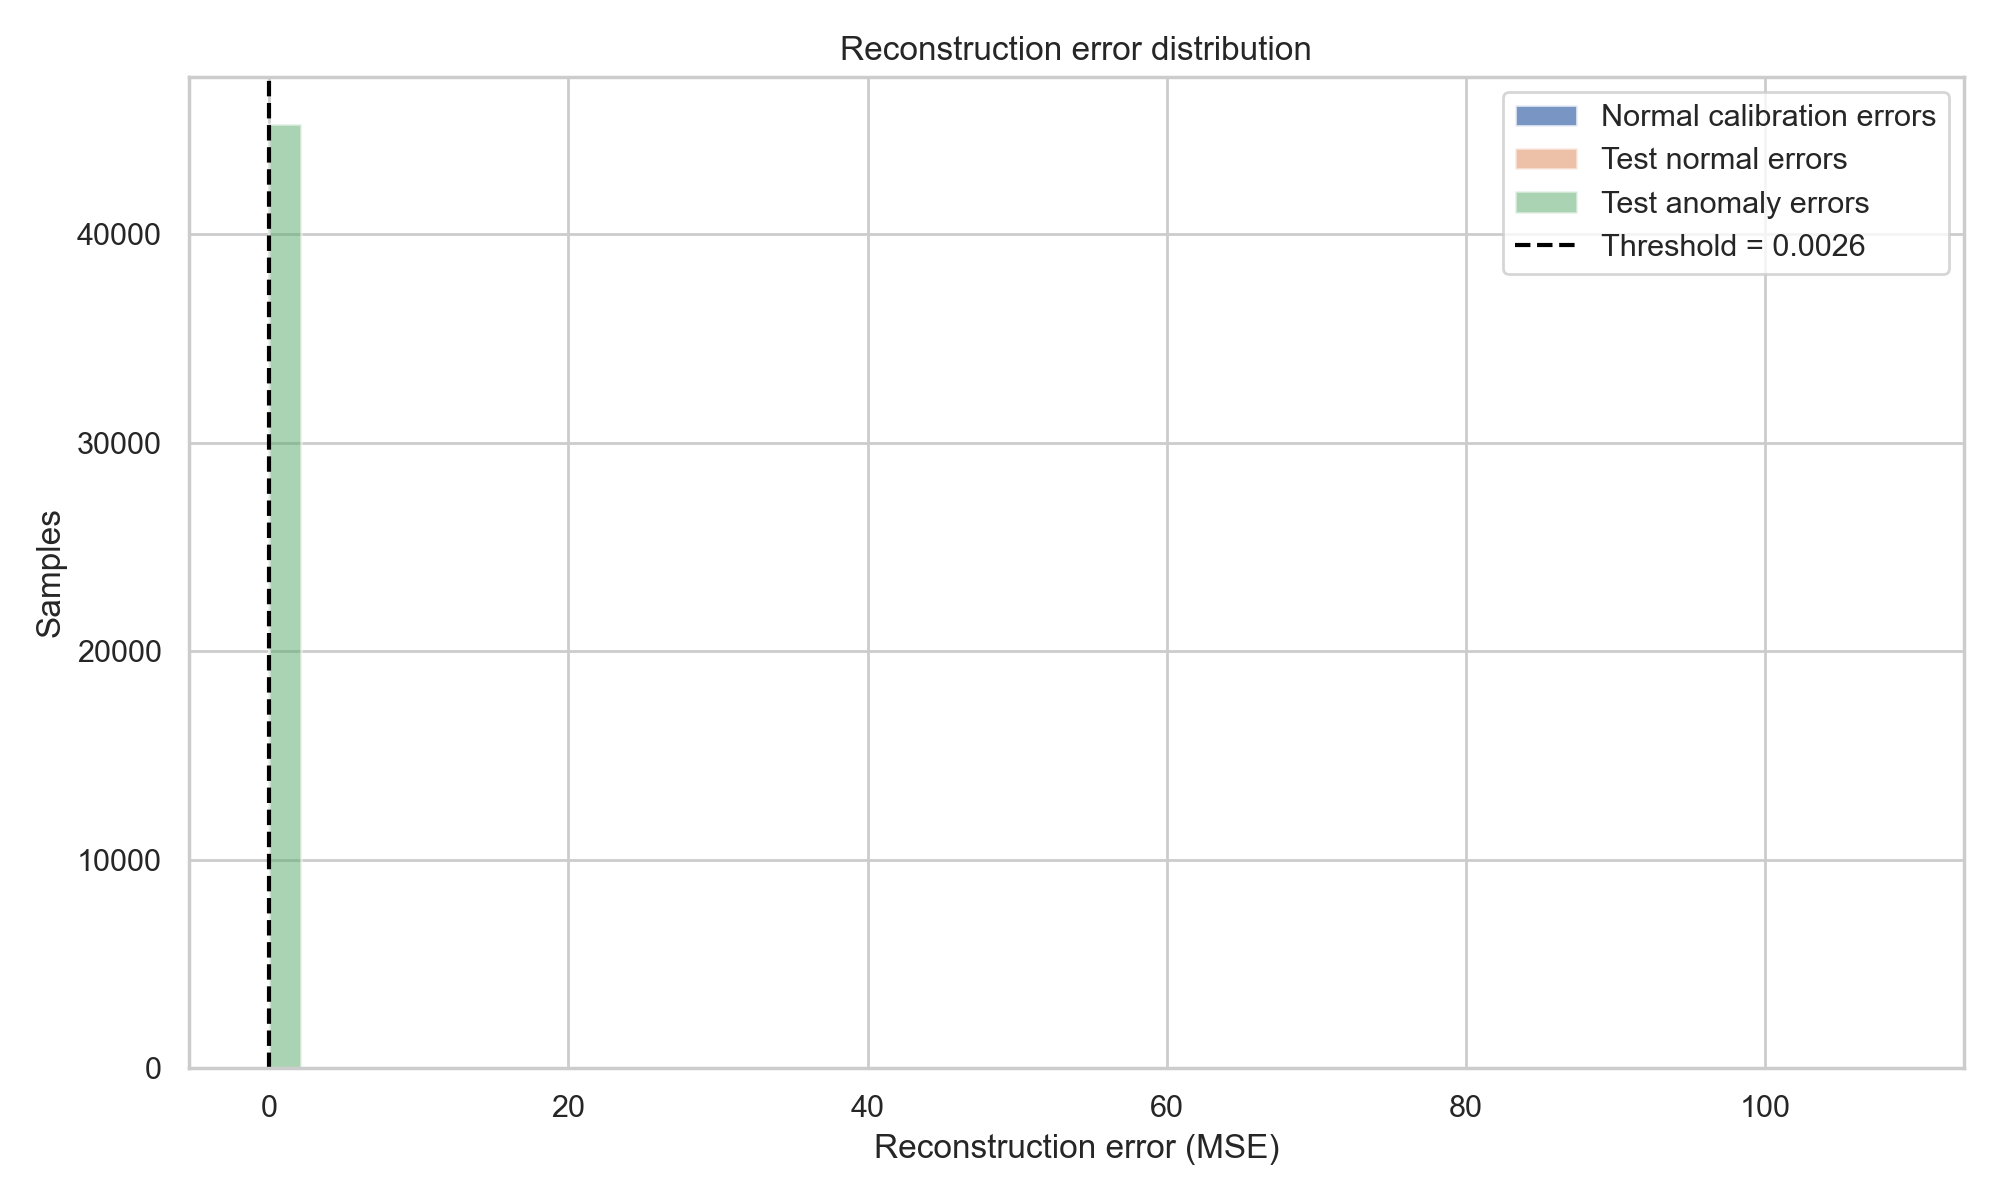 Reconstruction error distribution
Normal calibration errors
Test normal errors
Test anomaly errors
Threshold = 0.0026
40000
30000
20000
10000
0
Samples
0 20 40 60 80 100
Reconstruction error (MSE)